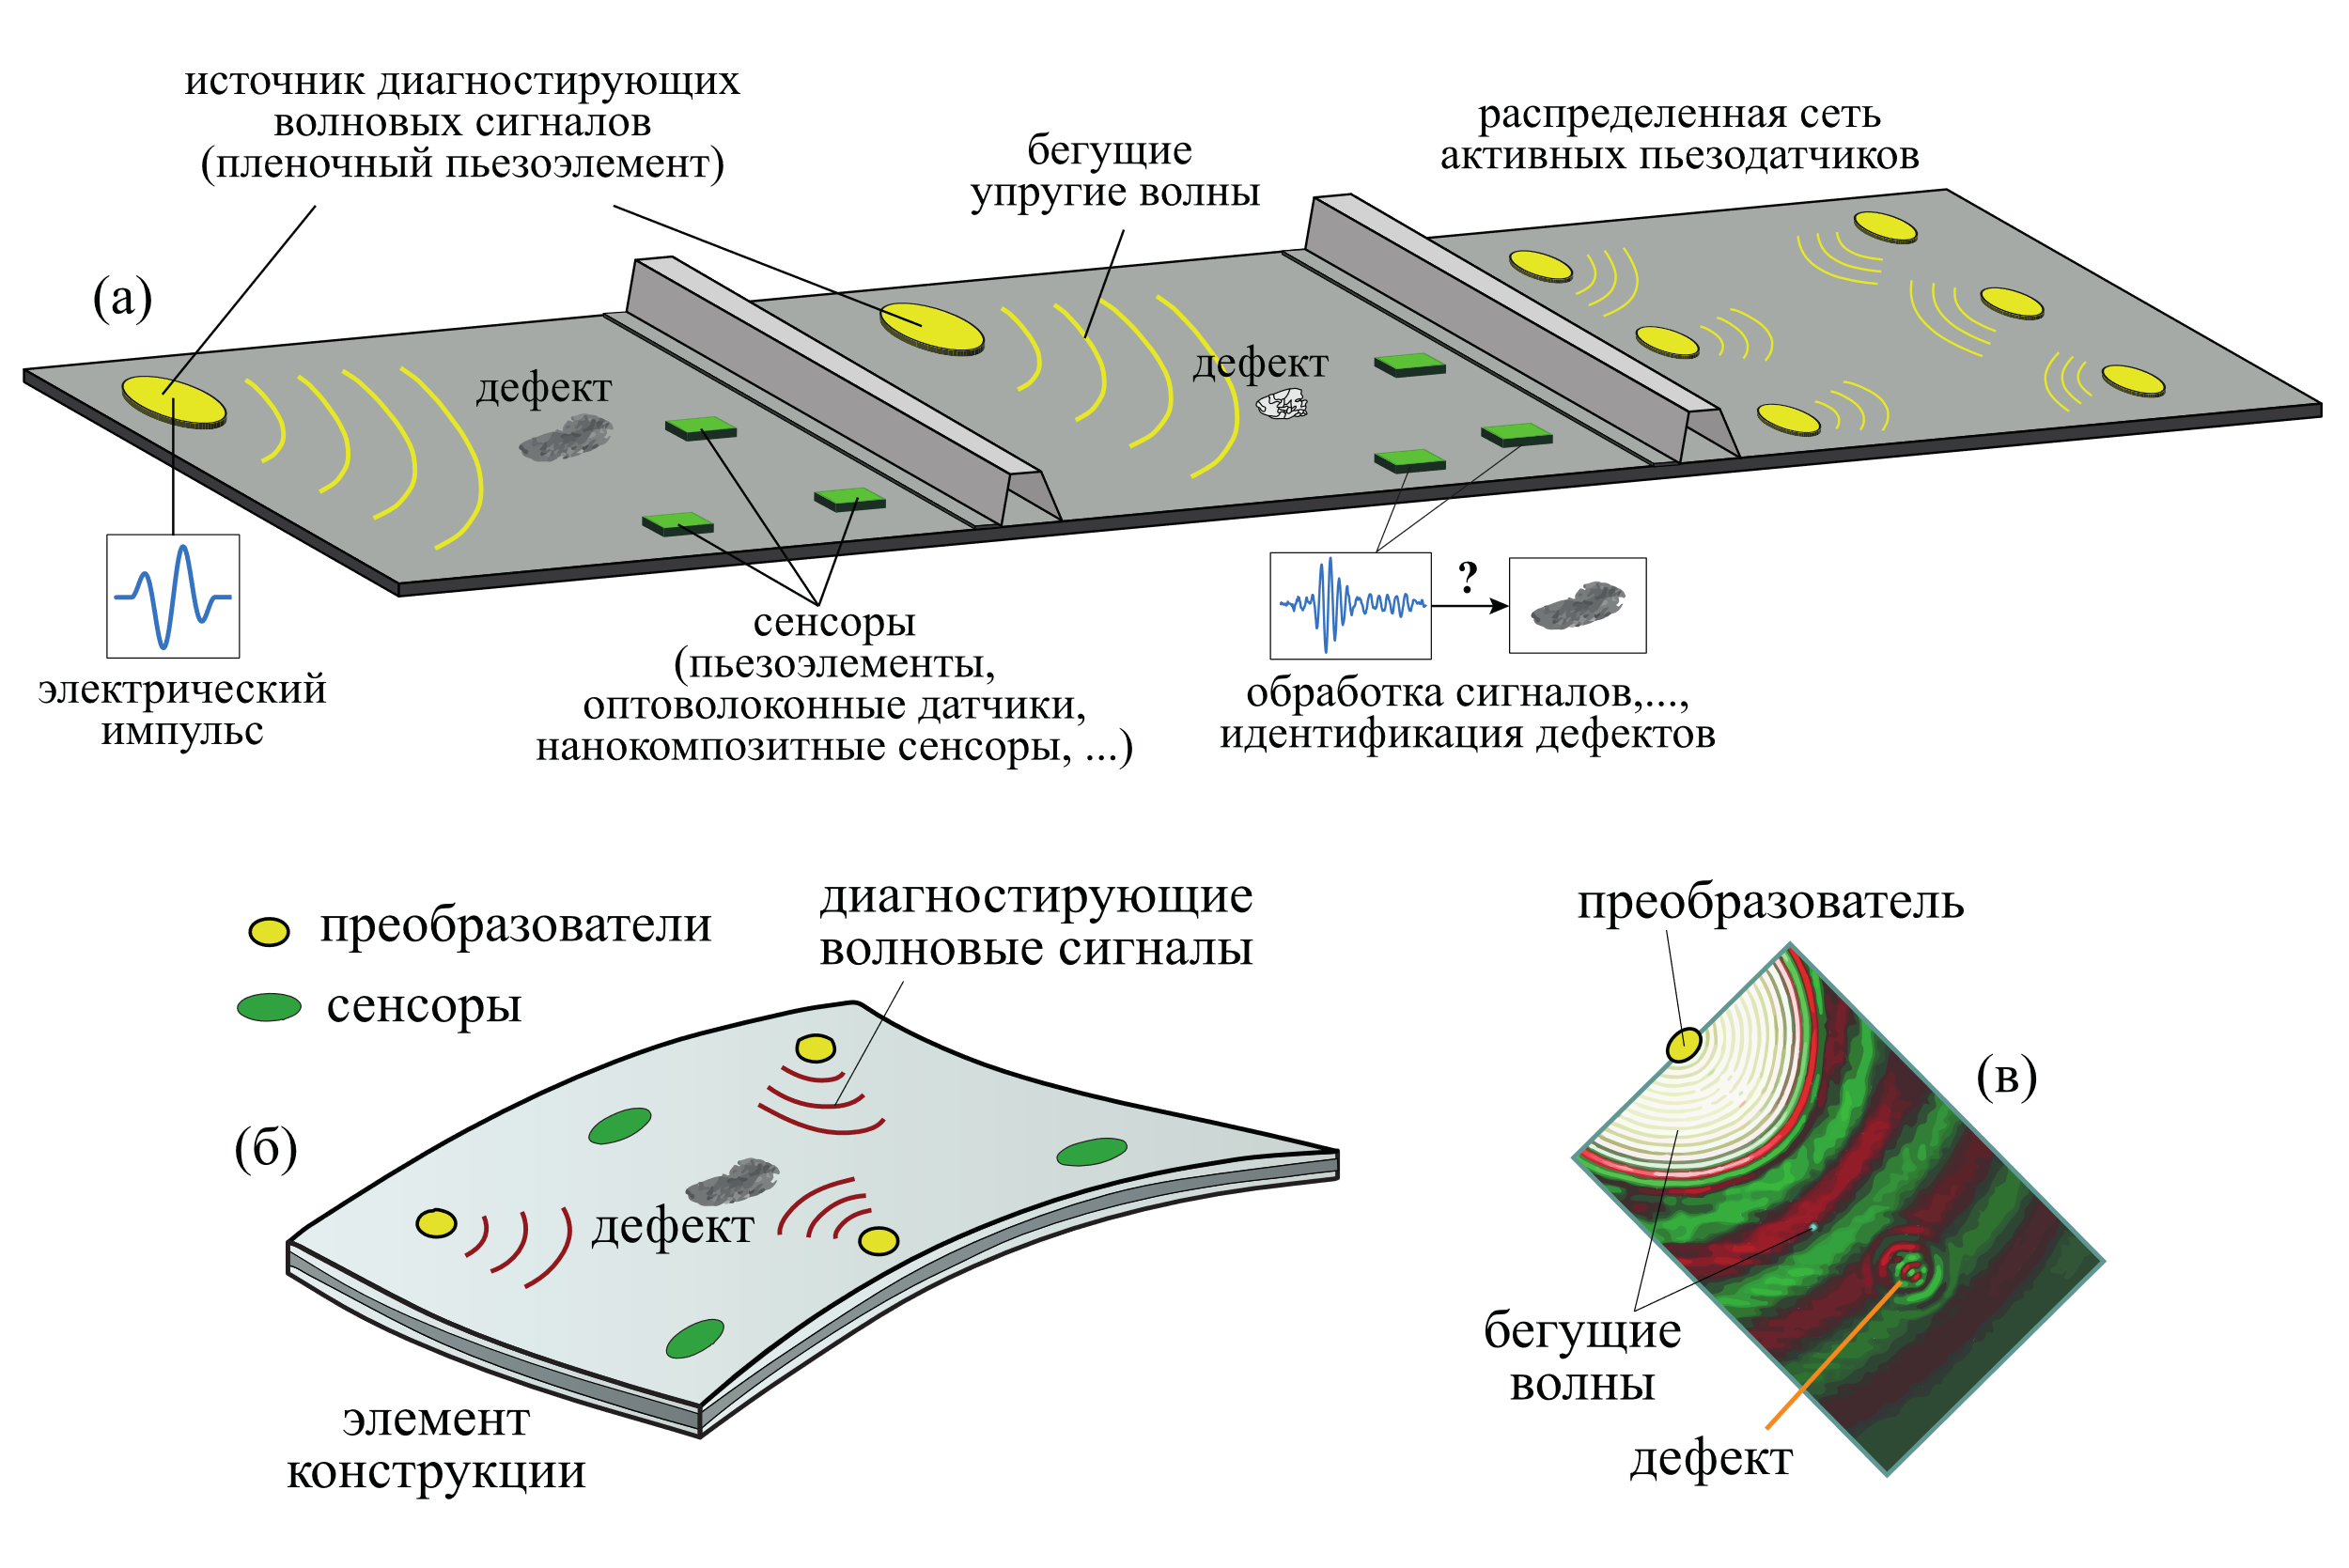 источник диагностирующих
волновых сигналов
(пленочный пьезоэлемент)
бегущие
упругие волны
распределенная сеть
активных пьезодатчиков
(а)
дефект
дефект
?
электрический
импульс
сенсоры
(пьезоэлементы,
оптоволоконные датчики,
нанокомпозитные сенсоры, ...)
обработка сигналов,...,
идентификация дефектов
преобразователи
сенсоры
диагностирующие
волновые сигналы
(б)
дефект
элемент
конструкции
преобразователь
(в)
бегущие
волны
дефект